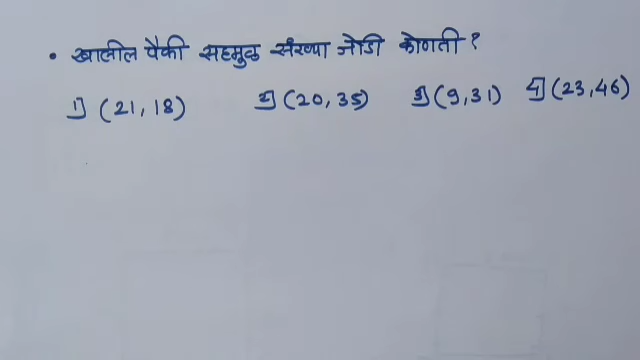 • खालील पैकी सहमुळ संख्या जोडी कोणती ?
1] (21, 18) 2] (20, 35) 3] (9, 31) 4] (23, 46)